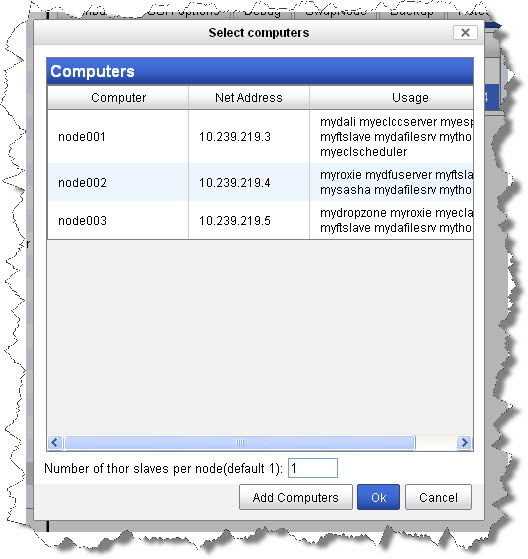 Select computers
Computers
Computer Net Address Usage
node001 10.239.219.3 mydali myeclccserver myesp
myftslave mydafilesrv mytho
myeclscheduler
node002 10.239.219.4 myroxie mydfuserver myftsla
mysasha mydafilesrv mytho
node003 10.239.219.5 mydropzone myroxie myecla
myftslave mydafilesrv mytho
Number of thor slaves per node(default 1): 1
Add Computers Ok Cancel